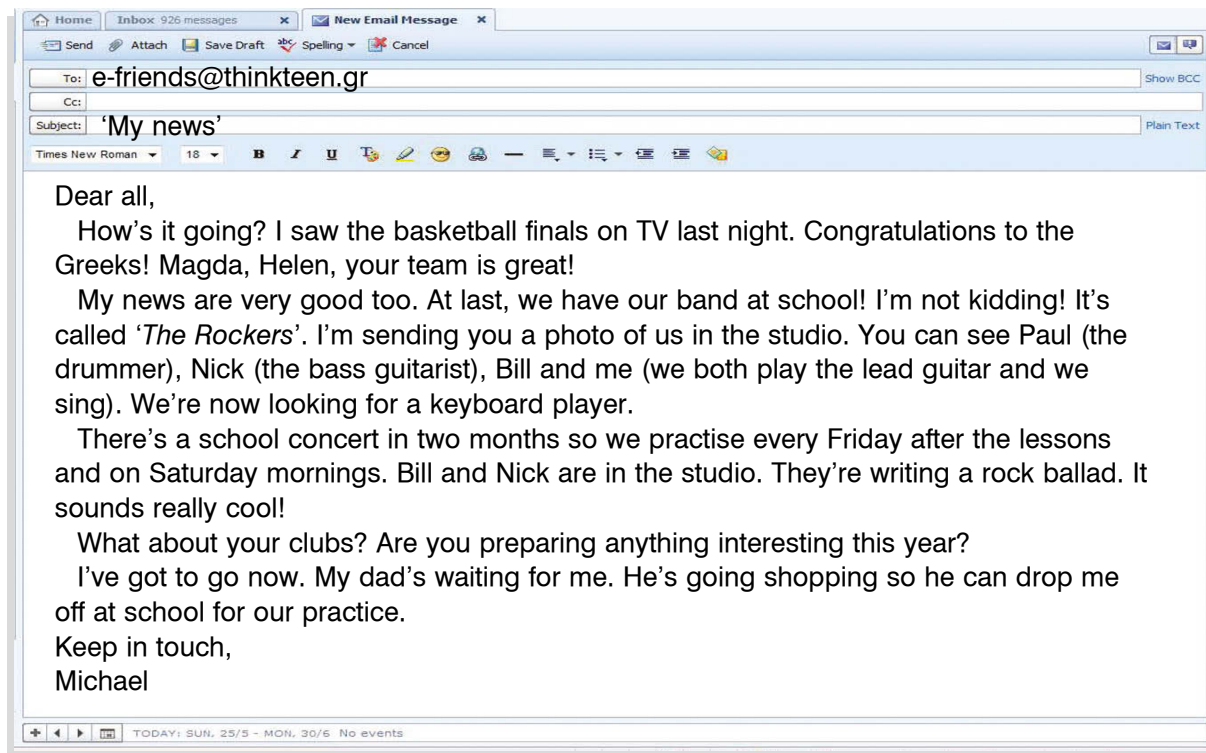 Home Inbox 926 messages x New Email Message x
Send Attach Save Draft abc Spelling Cancel
To: e-friends@thinkteen.gr Show BCC
Cc:
Subject: ‘My news’ Plain Text
Times New Roman 18 B I U T
Dear all,
How’s it going? I saw the basketball finals on TV last night. Congratulations to the
Greeks! Magda, Helen, your team is great!
My news are very good too. At last, we have our band at school! I’m not kidding! It’s
called ‘The Rockers’. I’m sending you a photo of us in the studio. You can see Paul (the
drummer), Nick (the bass guitarist), Bill and me (we both play the lead guitar and we
sing). We’re now looking for a keyboard player.
There’s a school concert in two months so we practise every Friday after the lessons
and on Saturday mornings. Bill and Nick are in the studio. They’re writing a rock ballad. It
sounds really cool!
What about your clubs? Are you preparing anything interesting this year?
I’ve got to go now. My dad’s waiting for me. He’s going shopping so he can drop me
off at school for our practice.
Keep in touch,
Michael
TODAY: SUN, 25/5 - MON, 30/6 No events